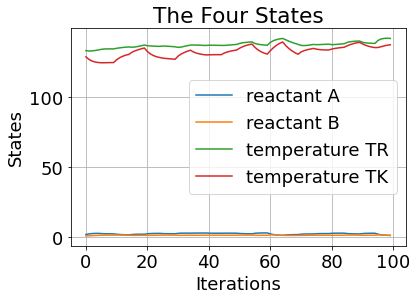 The Four States
States
100
50
0
reactant A
reactant B
temperature TR
temperature TK
0 20 40 60 80 100
Iterations